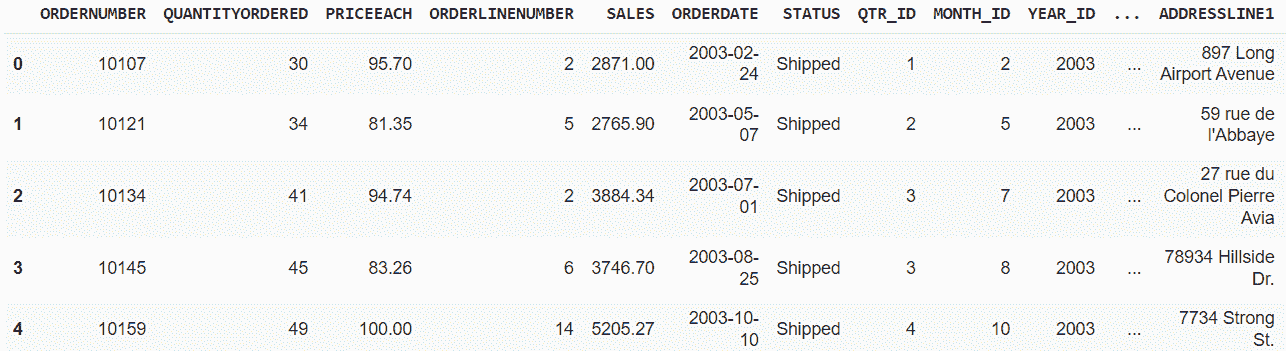 ORDERNUMBER QUANTITYORDERED PRICEEACH ORDERLINENUMBER SALES ORDERDATE STATUS QTR_ID MONTH_ID YEAR_ID ... ADDRESSLINE1
0 10107 30 95.70 2 2871.00 2003-02-24 Shipped 1 2 2003 ... 897 Long Airport Avenue
1 10121 34 81.35 5 2765.90 2003-05-07 Shipped 2 5 2003 ... 59 rue de l'Abbaye
2 10134 41 94.74 2 3884.34 2003-07-01 Shipped 3 7 2003 ... 27 rue du Colonel Pierre Avia
3 10145 45 83.26 6 3746.70 2003-08-25 Shipped 3 8 2003 ... 78934 Hillside Dr.
4 10159 49 100.00 14 5205.27 2003-10-10 Shipped 4 10 2003 ... 7734 Strong St.